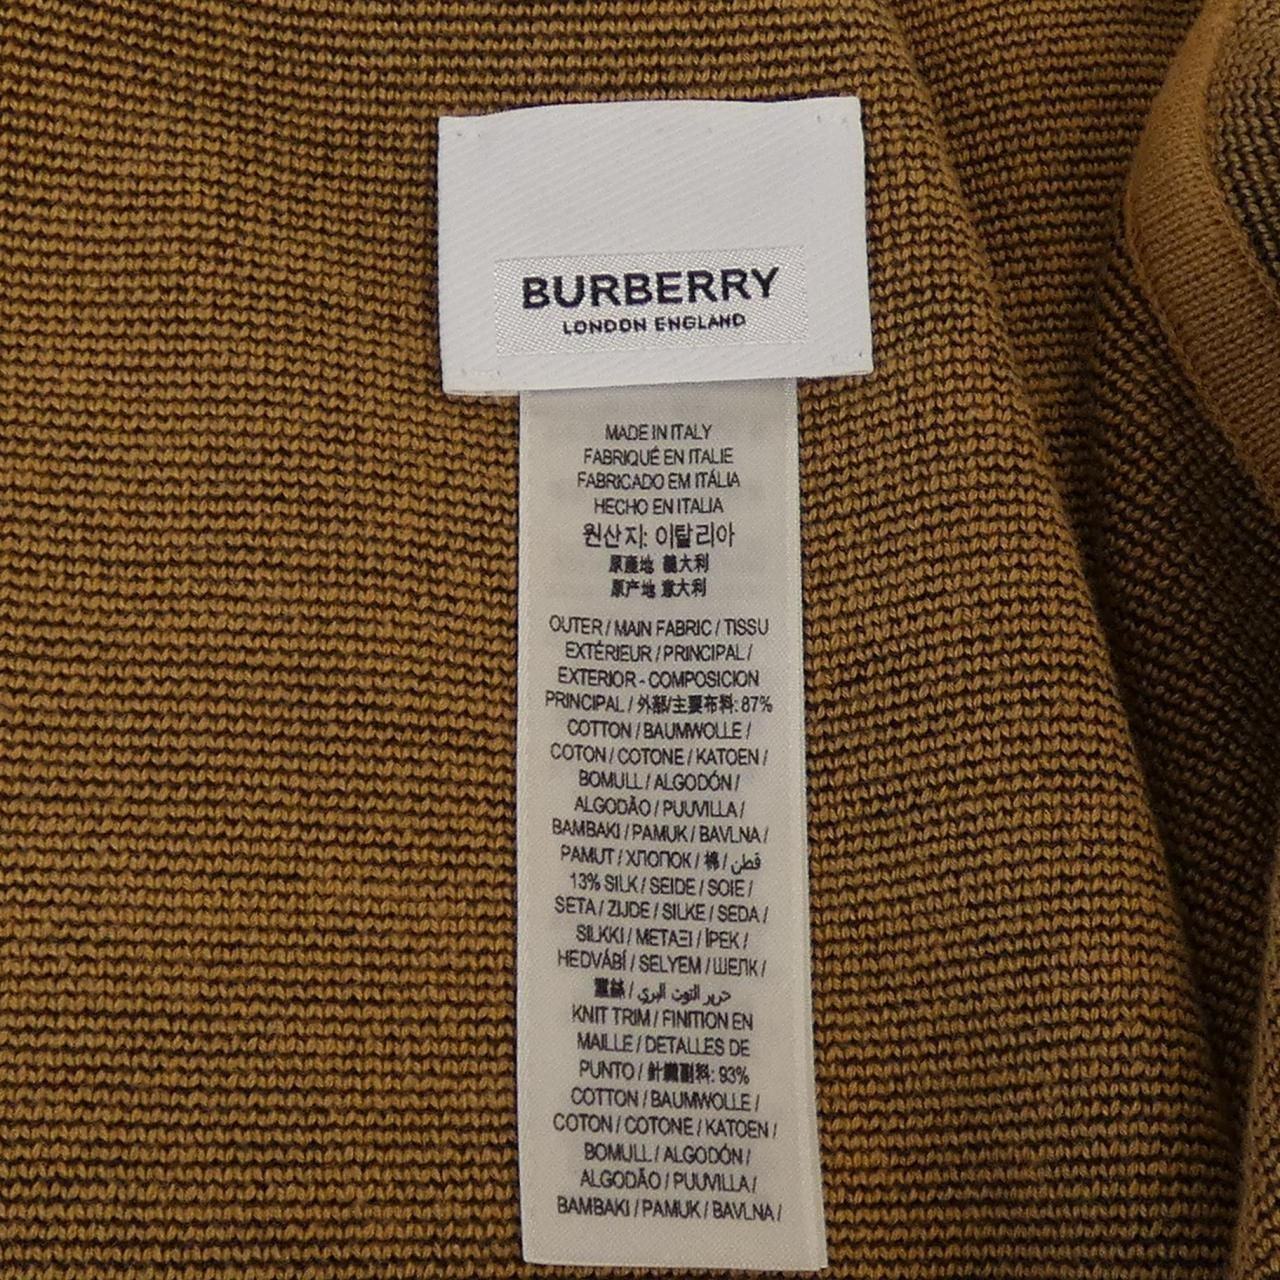 BURBERRY
LONDON ENGLAND
MADE IN ITALY
FABRIQUÉ EN ITALIE
FABRICADO EM ITÁLIA
HECHO EN ITALIA
원산지: 이탈리아
原產地 義大利
原产地 意大利
OUTER / MAIN FABRIC / TISSU
EXTÉRIEUR / PRINCIPAL /
EXTERIOR - COMPOSICION
PRINCIPAL / 外部/主要布料: 87%
COTTON / BAUMWOLLE /
COTON / COTONE / KATOEN /
BOMULL / ALGODÓN /
ALGODÃO / PUUVILLA /
BAMBAKI / PAMUK / BAVLNA /
PAMUT / ХЛОПОК / 棉 / قطن
13% SILK / SEIDE / SOIE /
SETA / ZIJDE / SILKE / SEDA /
SILKKI / ΜΕΤΑΞΙ / İPEK /
HEDVÁBÍ / SELYEM / ШЕЛК /
蠶絲 / حرير التوت البري
KNIT TRIM / FINITION EN
MAILLE / DETALLES DE
PUNTO / 針織副料: 93%
COTTON / BAUMWOLLE /
COTON / COTONE / KATOEN /
BOMULL / ALGODÓN /
ALGODÃO / PUUVILLA /
BAMBAKI / PAMUK / BAVLNA /